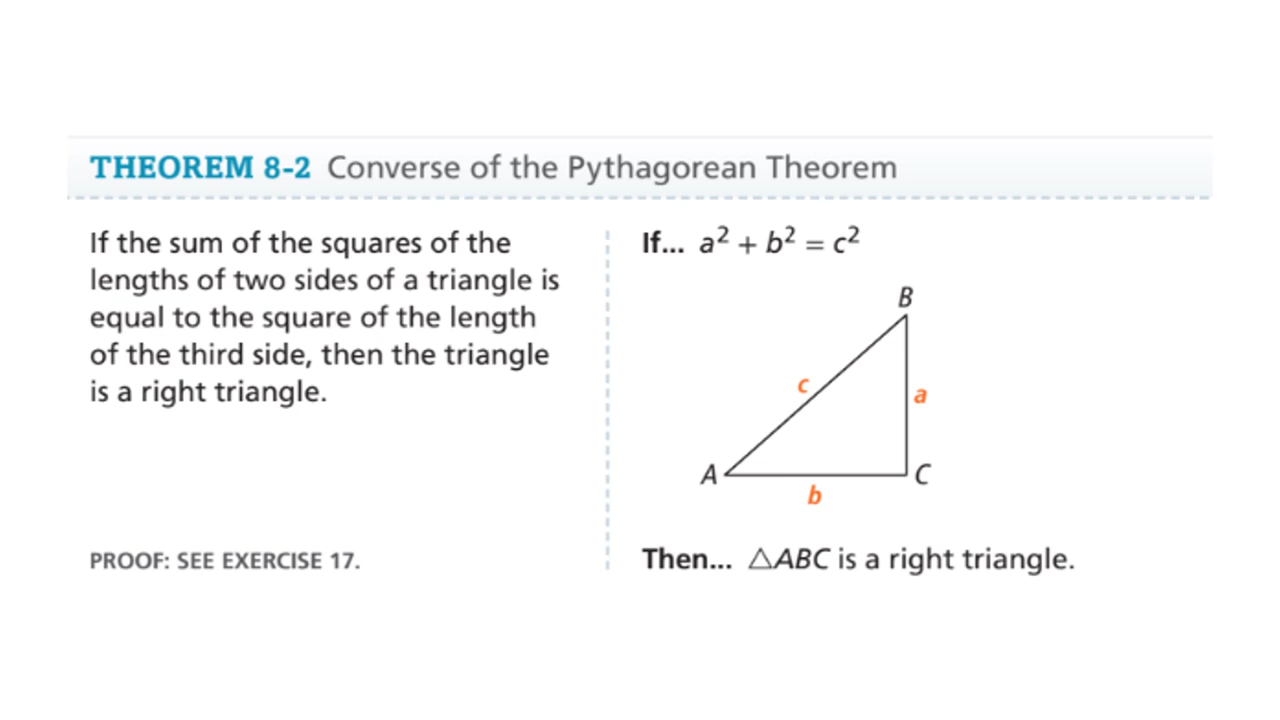 THEOREM 8-2 Converse of the Pythagorean Theorem
If the sum of the squares of the
lengths of two sides of a triangle is
equal to the square of the length
of the third side, then the triangle
is a right triangle.
PROOF: SEE EXERCISE 17.
If... a² + b² = c²
B
c
a
A
C
b
Then... △ABC is a right triangle.